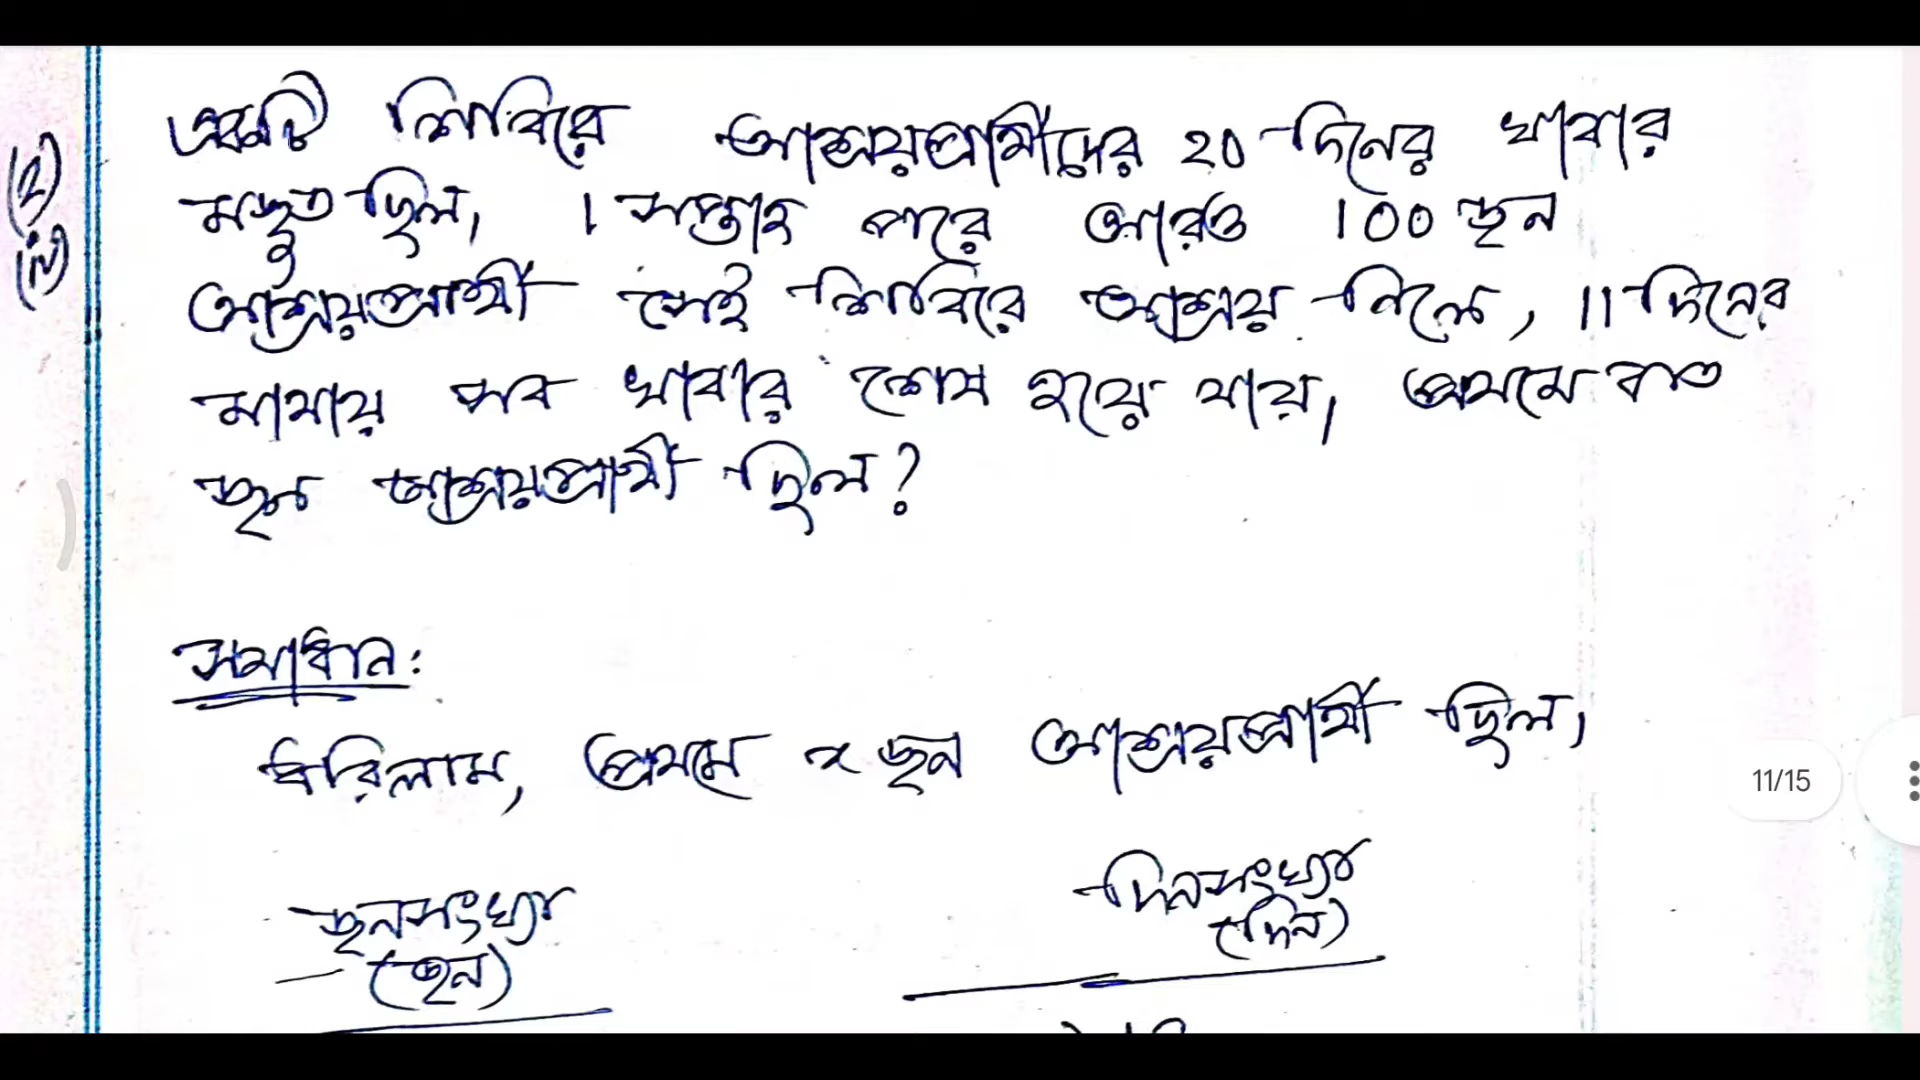 (2)
(iv)
একটি শিবিরে আশ্রয়প্রার্থীদের 20 দিনের খাবার
মজুত ছিল, 1 সপ্তাহ পরে আরও 100 জন
আশ্রয়প্রার্থী সেই শিবিরে আশ্রয় নিলে, 11 দিনের
মাথায় সব খাবার শেষ হয়ে যায়, প্রথমে কত
জন আশ্রয়প্রার্থী ছিল?
সমাধান:
ধরিলাম, প্রথমে x জন আশ্রয়প্রার্থী ছিল,
জনসংখ্যা
(জন)
দিনসংখ্যা
(দিন)
11/15